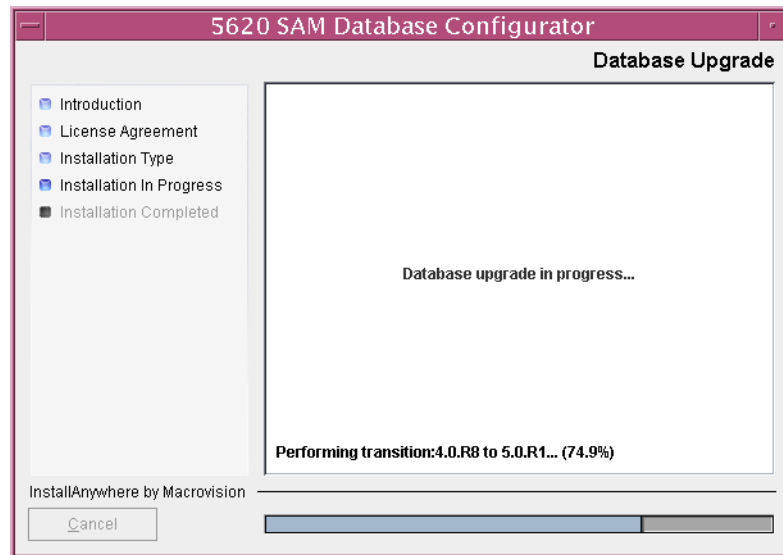 5620 SAM Database Configurator
Database Upgrade
Introduction
License Agreement
Installation Type
Installation In Progress
Installation Completed
Database upgrade in progress...
Performing transition:4.0.R8 to 5.0.R1... (74.9%)
InstallAnywhere by Macrovision
Cancel